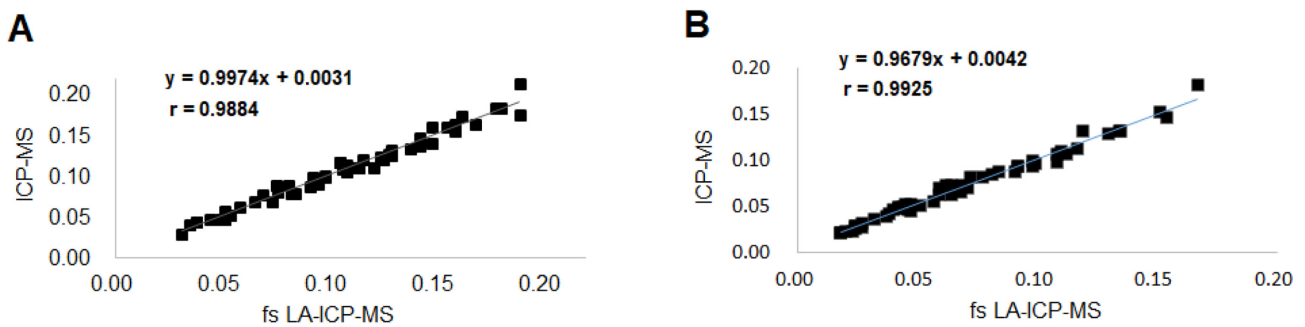 A
y = 0.9974x + 0.0031
r = 0.9884
0.20
0.15
0.10
0.05
0.00
ICP-MS
0.00 0.05 0.10 0.15 0.20
fs LA-ICP-MS
B
y = 0.9679x + 0.0042
r = 0.9925
0.20
0.15
0.10
0.05
0.00
ICP-MS
0.00 0.05 0.10 0.15 0.20
fs LA-ICP-MS